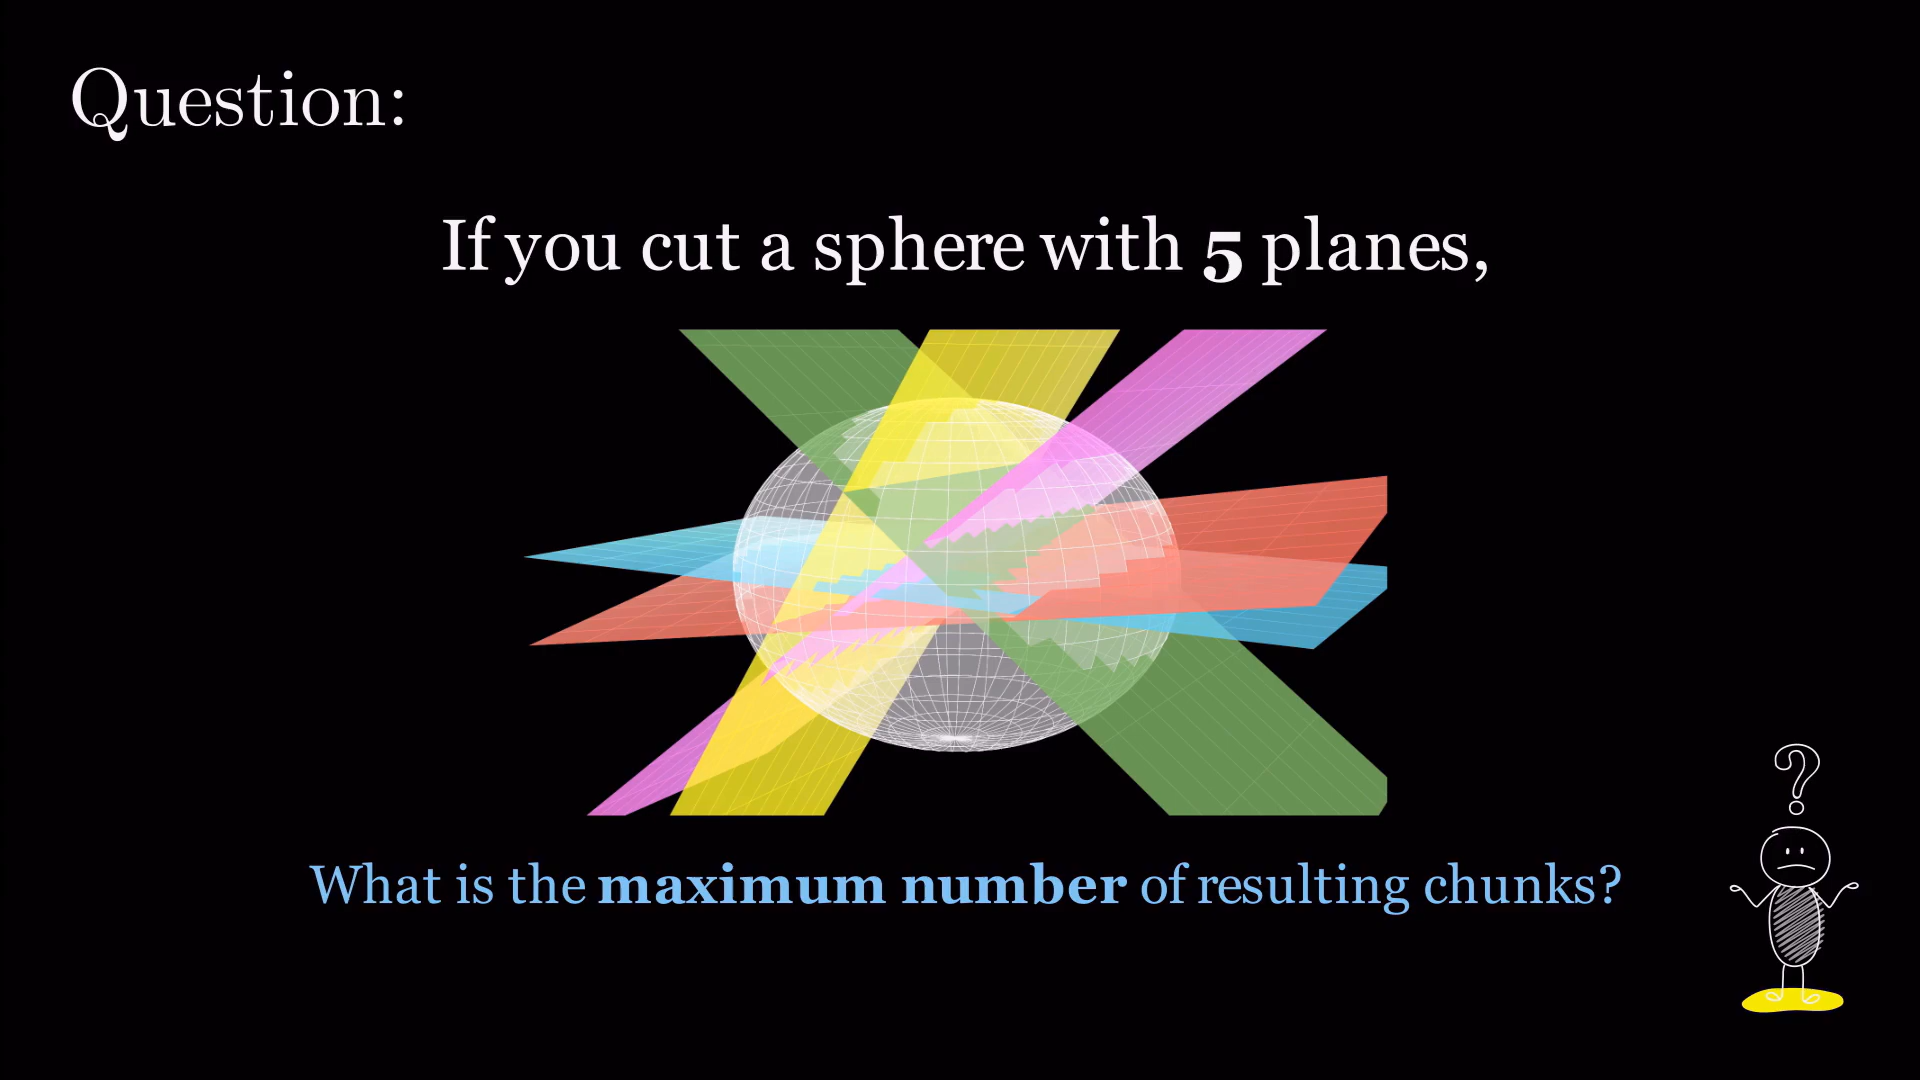 Question:
If you cut a sphere with 5 planes,
What is the maximum number of resulting chunks?
?